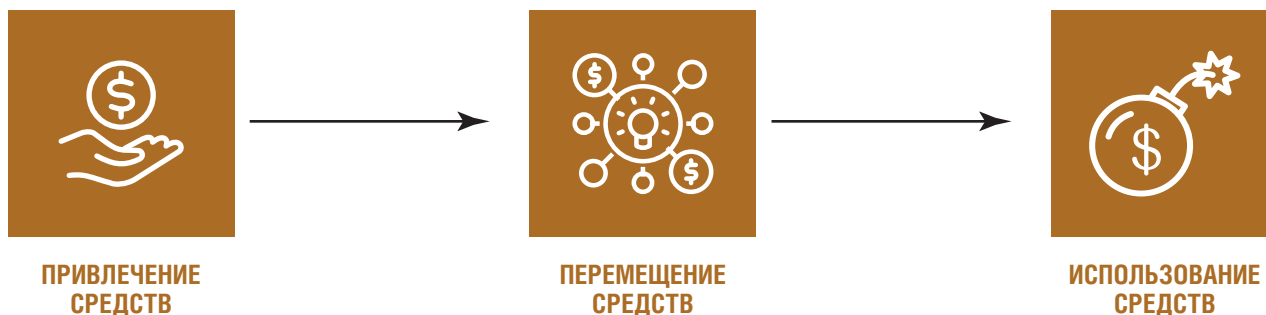 $
$
$
$
ПРИВЛЕЧЕНИЕ
СРЕДСТВ
ПЕРЕМЕЩЕНИЕ
СРЕДСТВ
ИСПОЛЬЗОВАНИЕ
СРЕДСТВ